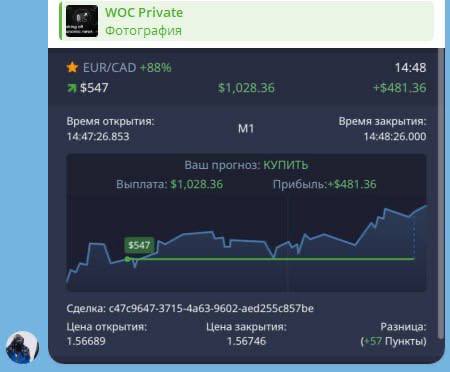 WOC Private
Фотография
EUR/CAD +88%
14:48
$547
$1,028.36
+$481.36
Время открытия:
14:47:26.853
M1
Время закрытия:
14:48:26.000
Ваш прогноз: КУПИТЬ
Выплата: $1,028.36
Прибыль:+$481.36
$547
Сделка: c47c9647-3715-4a63-9602-aed255c857be
Цена открытия:
1.56689
Цена закрытия:
1.56746
Разница:
(+57 Пункты)